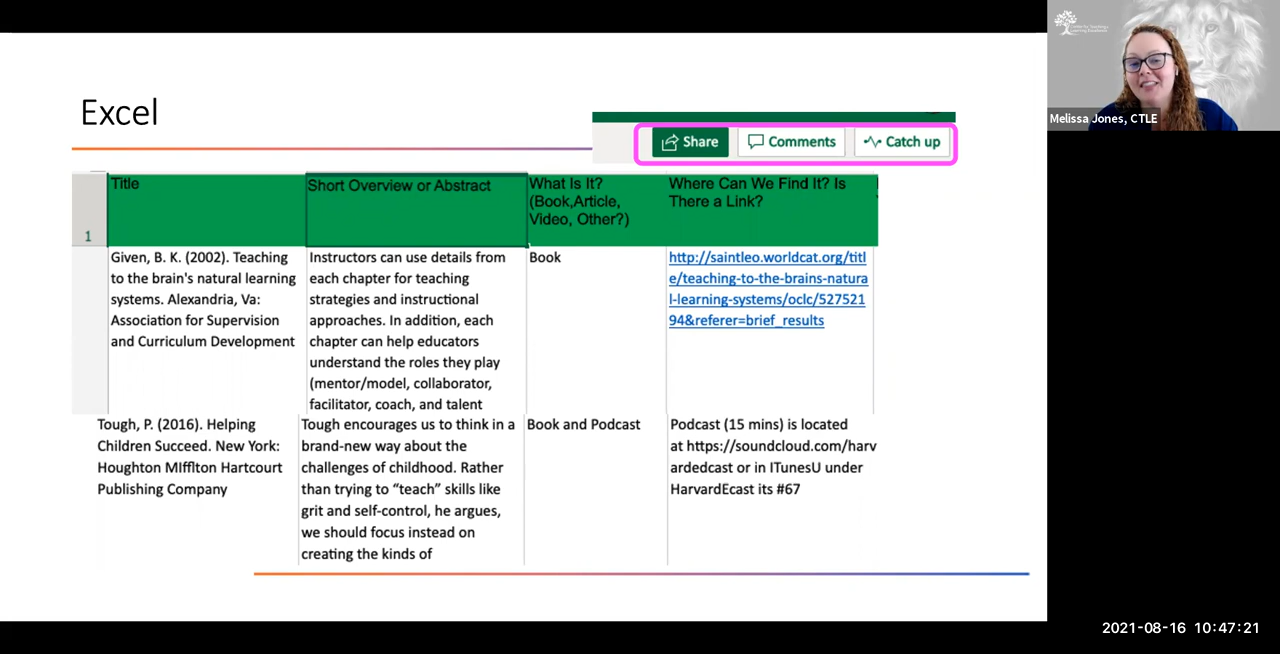 Excel
Share
Comments
Catch up
Title
Short Overview or Abstract
What Is It?
(Book,Article,
Video, Other?)
Where Can We Find It? Is
There a Link?
1
Given, B. K. (2002). Teaching
to the brain's natural learning
systems. Alexandria, Va:
Association for Supervision
and Curriculum Development
Instructors can use details from
each chapter for teaching
strategies and instructional
approaches. In addition, each
chapter can help educators
understand the roles they play
(mentor/model, collaborator,
facilitator, coach, and talent
Book
http://saintleo.worldcat.org/titl
e/teaching-to-the-brains-natura
l-learning-systems/oclc/527521
94&referer=brief_results
Tough, P. (2016). Helping
Children Succeed. New York:
Houghton MIfflton Hartcourt
Publishing Company
Tough encourages us to think in a
brand-new way about the
challenges of childhood. Rather
than trying to “teach” skills like
grit and self-control, he argues,
we should focus instead on
creating the kinds of
Book and Podcast
Podcast (15 mins) is located
at https://soundcloud.com/harv
ardedcast or in ITunesU under
HarvardEcast its #67
Center for Teaching &
Learning Excellence
Melissa Jones, CTLE
2021-08-16 10:47:21